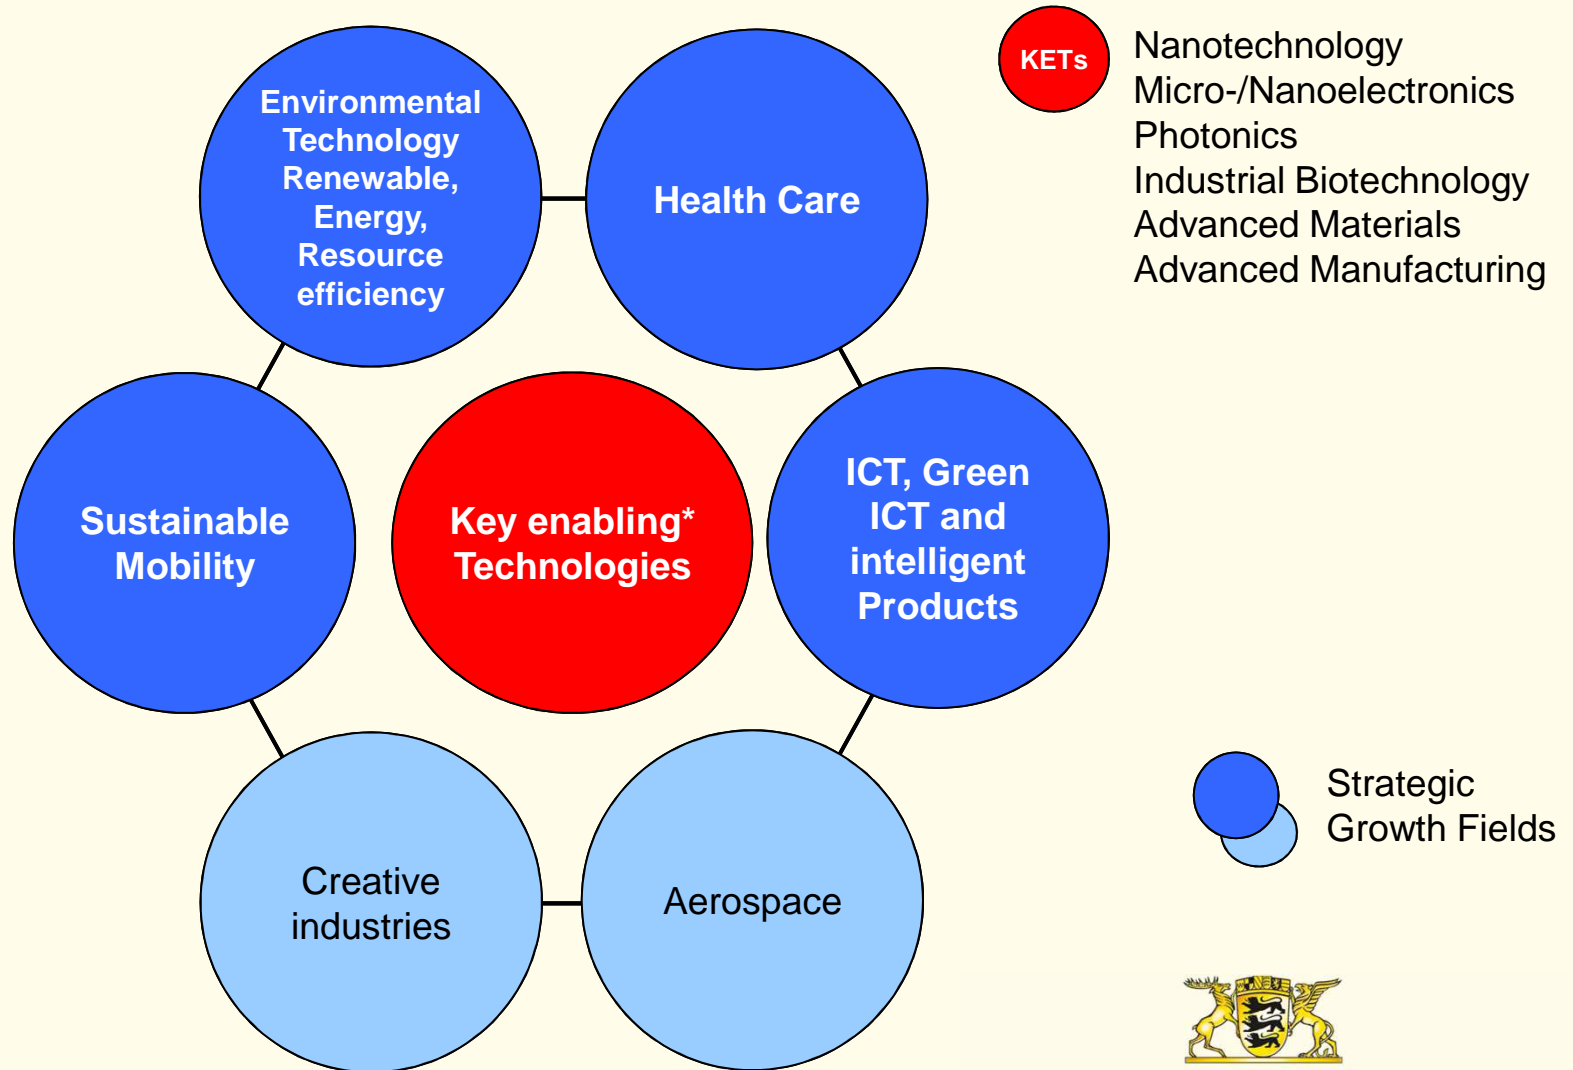 Environmental
Technology
Renewable,
Energy,
Resource
efficiency
Health Care
KETs
Nanotechnology
Micro-/Nanoelectronics
Photonics
Industrial Biotechnology
Advanced Materials
Advanced Manufacturing
Sustainable
Mobility
Key enabling*
Technologies
ICT, Green
ICT and
intelligent
Products
Creative
industries
Aerospace
Strategic
Growth Fields